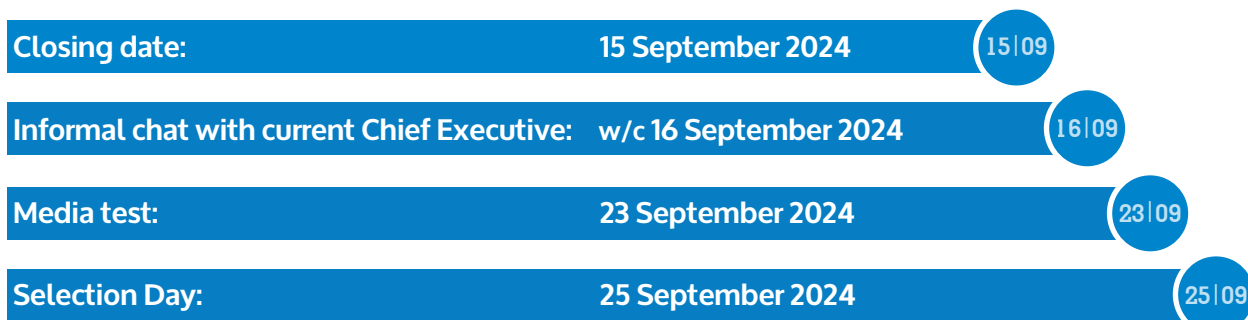 Closing date: 15 September 2024 15|09
Informal chat with current Chief Executive: w/c 16 September 2024 16|09
Media test: 23 September 2024 23|09
Selection Day: 25 September 2024 25|09